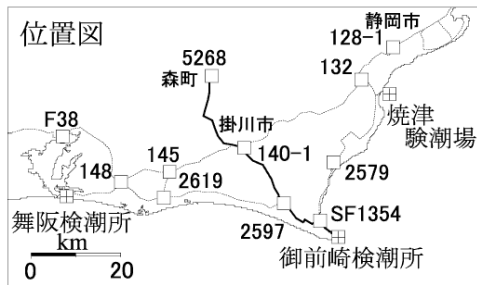 位置図
静岡市
128-1
5268
132
森町
焼津
験潮場
F38
掛川市
140-1
145
148
2579
2619
SF1354
舞阪検潮所
2597
御前崎検潮所
km
0 20